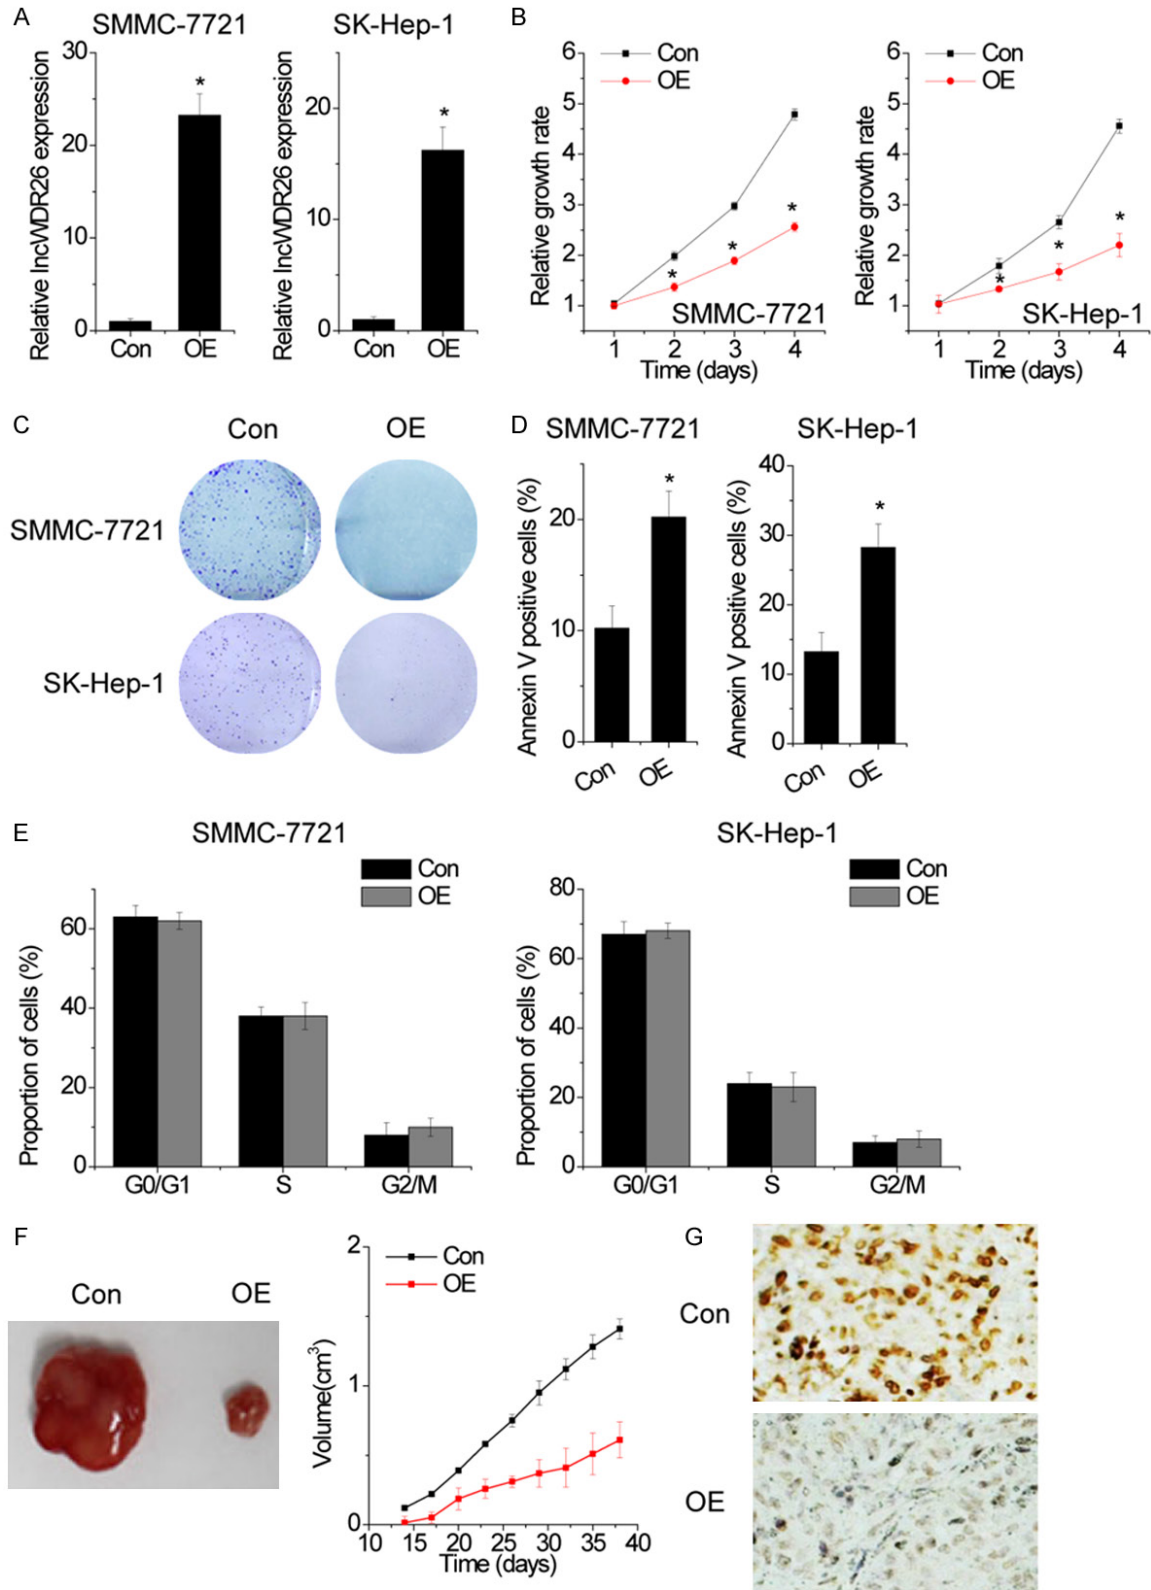 A
SMMC-7721
SK-Hep-1
Relative lncWDR26 expression
30
20
10
0
Con
OE
*
Relative lncWDR26 expression
20
10
0
Con
OE
*
B
Relative growth rate
6
5
4
3
2
1
Con
OE
*
*
*
SMMC-7721
1
2
3
4
Time (days)
Relative growth rate
6
5
4
3
2
1
Con
OE
*
*
*
SK-Hep-1
1
2
3
4
Time (days)
C
Con
OE
SMMC-7721
SK-Hep-1
D
SMMC-7721
SK-Hep-1
Annexin V positive cells (%)
20
10
0
*
Con
OE
Annexin V positive cells (%)
40
30
20
10
0
*
Con
OE
E
SMMC-7721
Con
OE
Proportion of cells (%)
60
40
20
0
G0/G1
S
G2/M
SK-Hep-1
Con
OE
Proportion of cells (%)
80
60
40
20
0
G0/G1
S
G2/M
F
Con
OE
Volume(cm³)
2
1
0
Con
OE
10
15
20
25
30
35
40
Time (days)
G
Con
OE